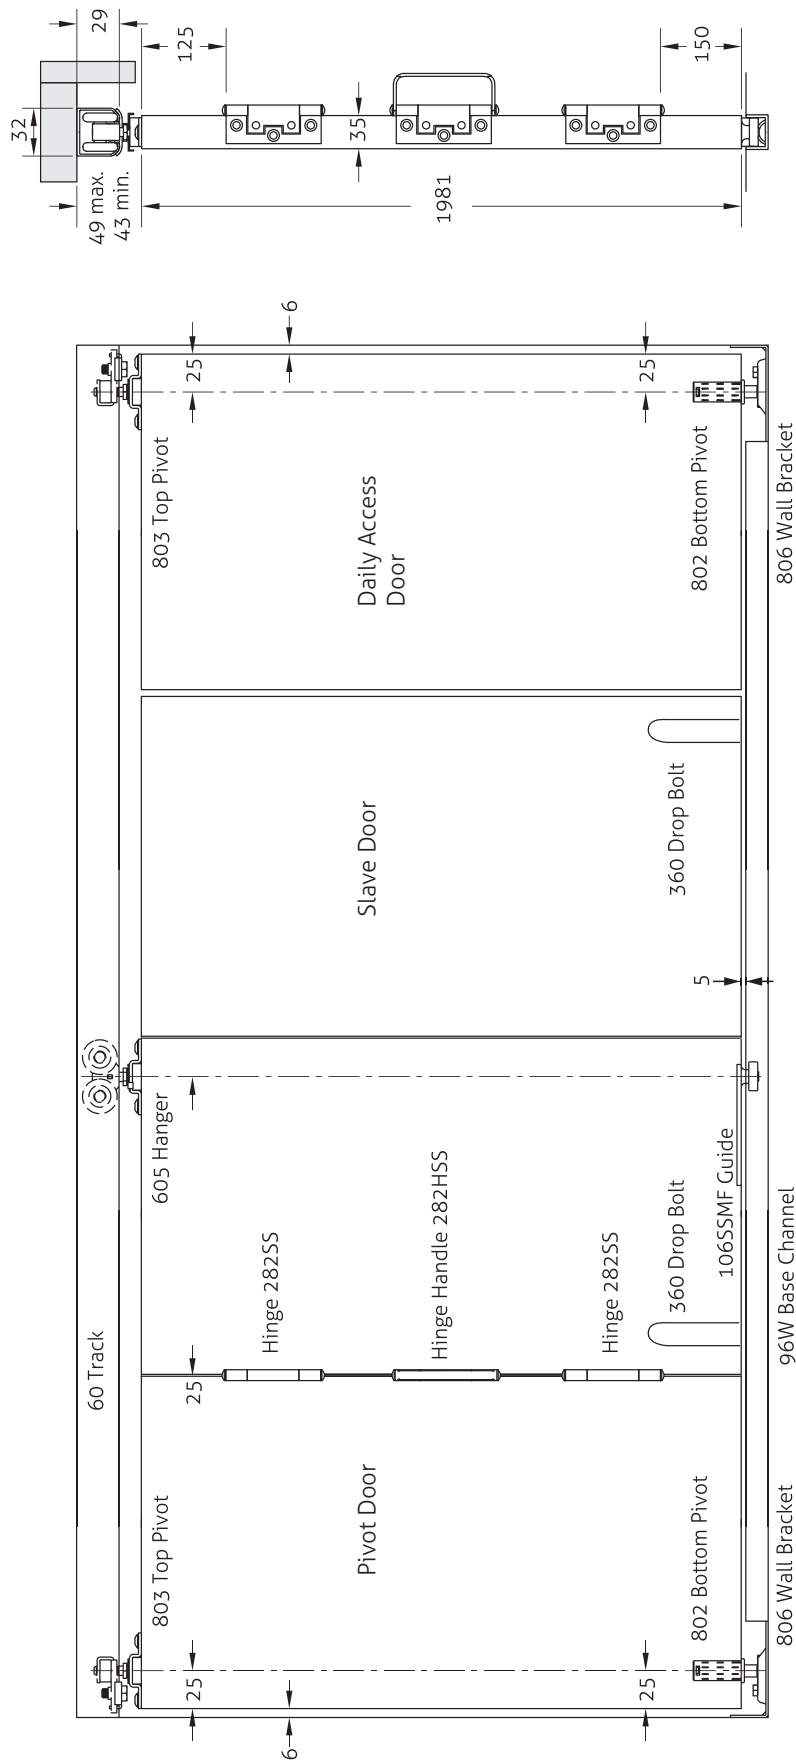 60 Track
803 Top Pivot
605 Hanger
803 Top Pivot
25
25
25
Hinge 282SS
6
6
Pivot Door
Slave Door
Daily Access
Door
Hinge Handle 282HSS
Hinge 282SS
25
25
360 Drop Bolt
360 Drop Bolt
802 Bottom Pivot
5
802 Bottom Pivot
106SSMF Guide
806 Wall Bracket
96W Base Channel
806 Wall Bracket
32
29
49 max.
43 min.
125
35
1981
150